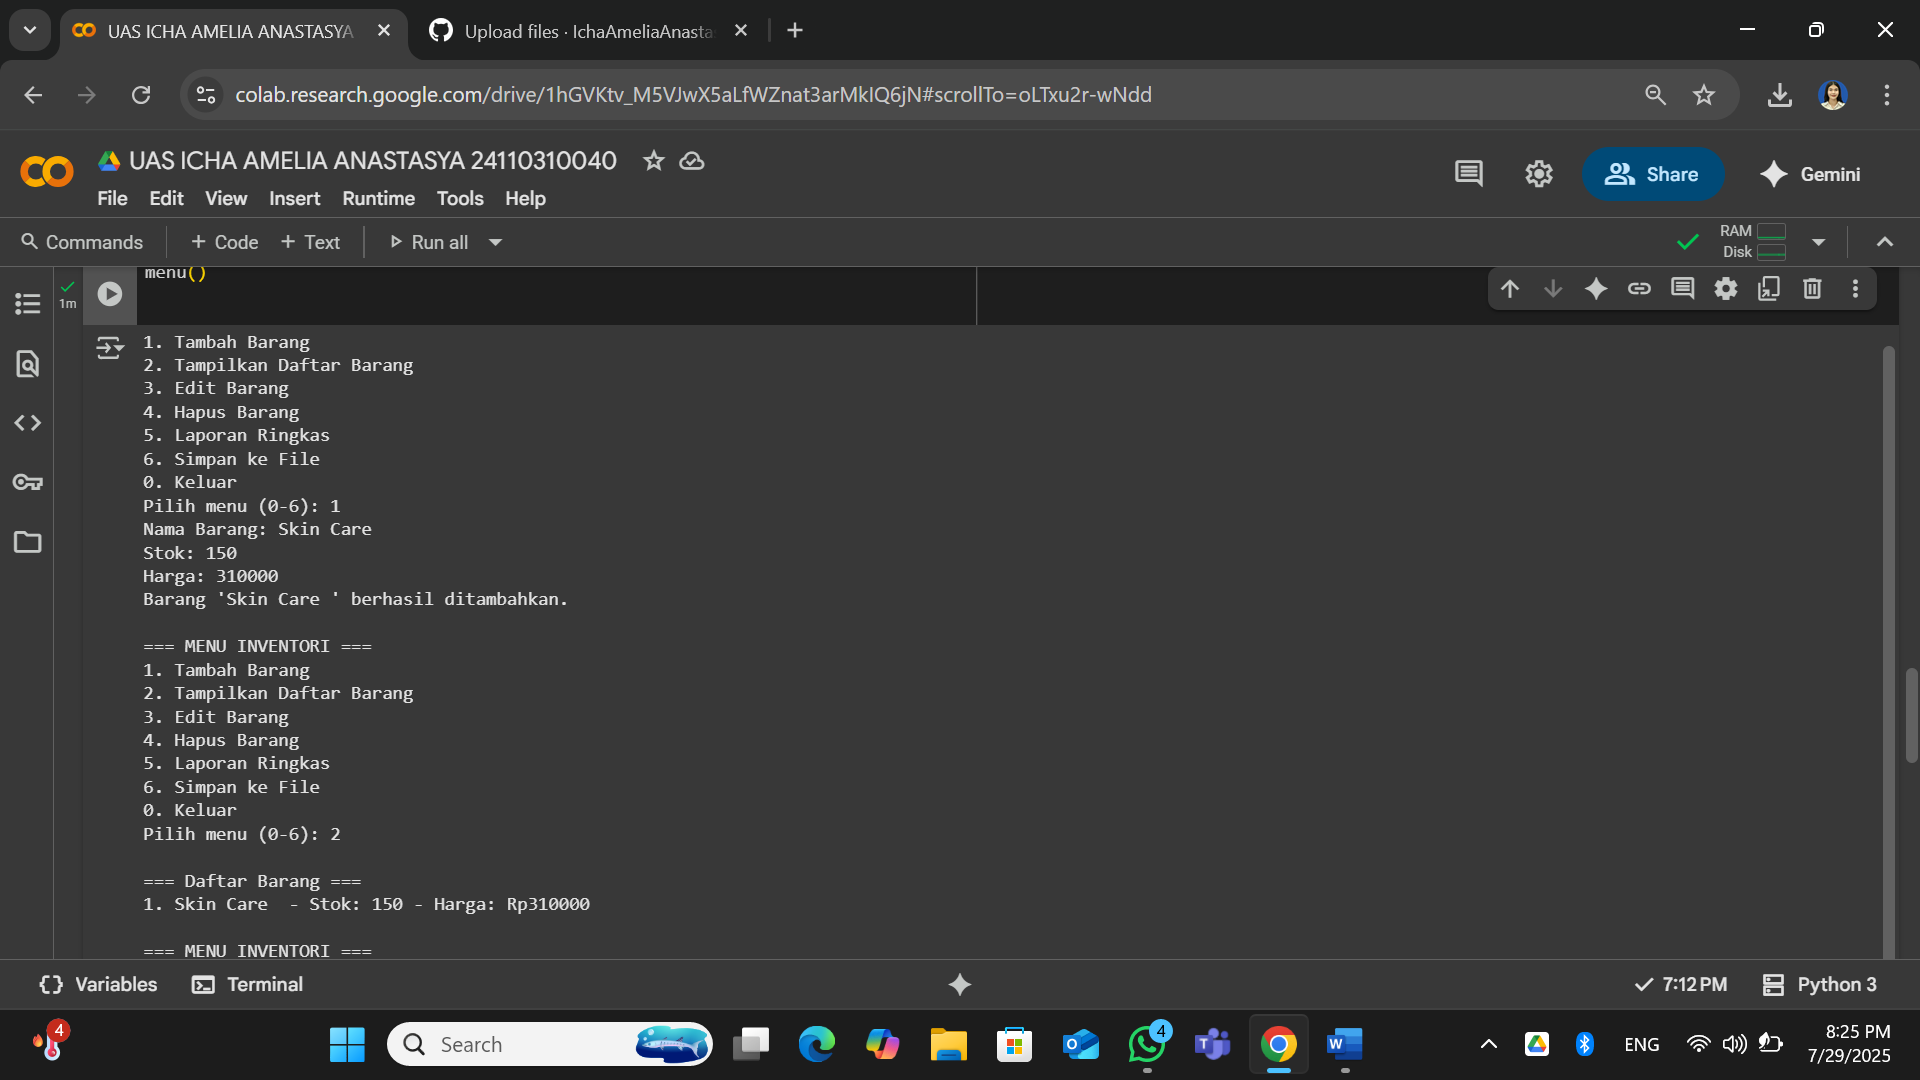 UAS ICHA AMELIA ANASTASYA
Upload files · IchaAmeliaAnasta
colab.research.google.com/drive/1hGVKtv_M5VJwX5aLfWZnat3arMkIQ6jN#scrollTo=oLTxu2r-wNdd
UAS ICHA AMELIA ANASTASYA 24110310040
Share
Gemini
File Edit View Insert Runtime Tools Help
Commands
+ Code + Text
Run all
RAM
Disk
1m
menu()
1. Tambah Barang
2. Tampilkan Daftar Barang
3. Edit Barang
4. Hapus Barang
5. Laporan Ringkas
6. Simpan ke File
0. Keluar
Pilih menu (0-6): 1
Nama Barang: Skin Care
Stok: 150
Harga: 310000
Barang 'Skin Care ' berhasil ditambahkan.
=== MENU INVENTORI ===
1. Tambah Barang
2. Tampilkan Daftar Barang
3. Edit Barang
4. Hapus Barang
5. Laporan Ringkas
6. Simpan ke File
0. Keluar
Pilih menu (0-6): 2
=== Daftar Barang ===
1. Skin Care  - Stok: 150 - Harga: Rp310000
=== MENU INVENTORI ===
Variables
Terminal
7:12 PM
Python 3
4
Search
4
ENG
8:25 PM
7/29/2025